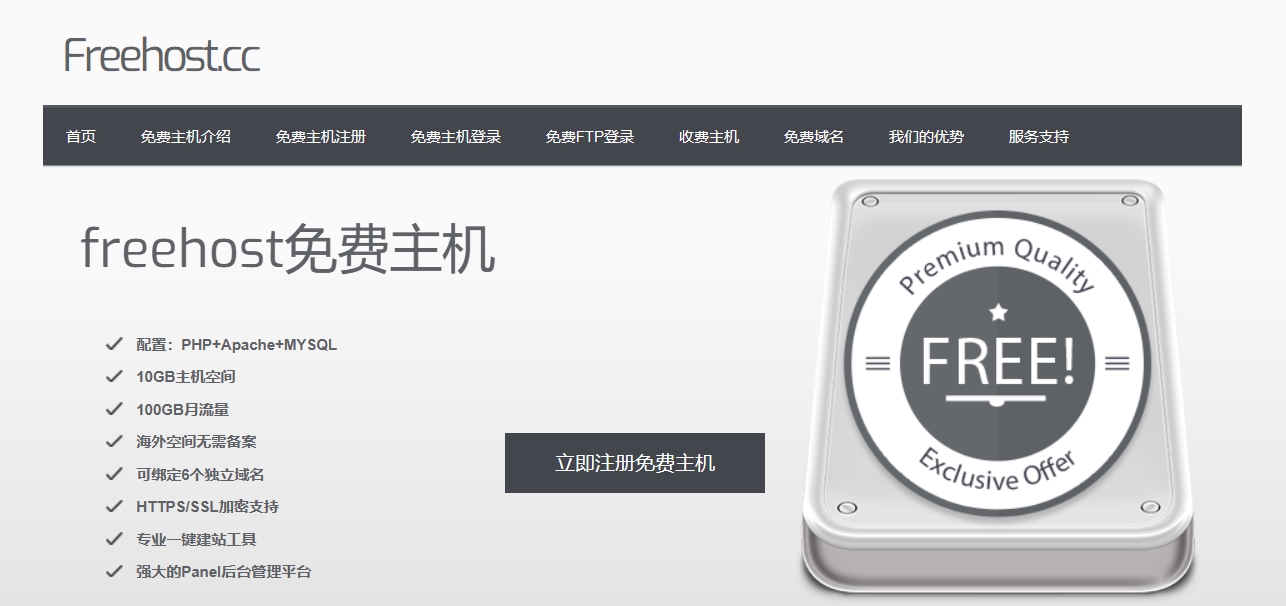 Freehost.cc
首页 免费主机介绍 免费主机注册 免费主机登录 免费FTP登录 收费主机 免费域名 我们的优势 服务支持
freehost免费主机
配置：PHP+Apache+MYSQL
10GB主机空间
100GB月流量
海外空间无需备案
可绑定6个独立域名
HTTPS/SSL加密支持
专业一键建站工具
强大的Panel后台管理平台
立即注册免费主机
Premium Quality
FREE!
Exclusive Offer